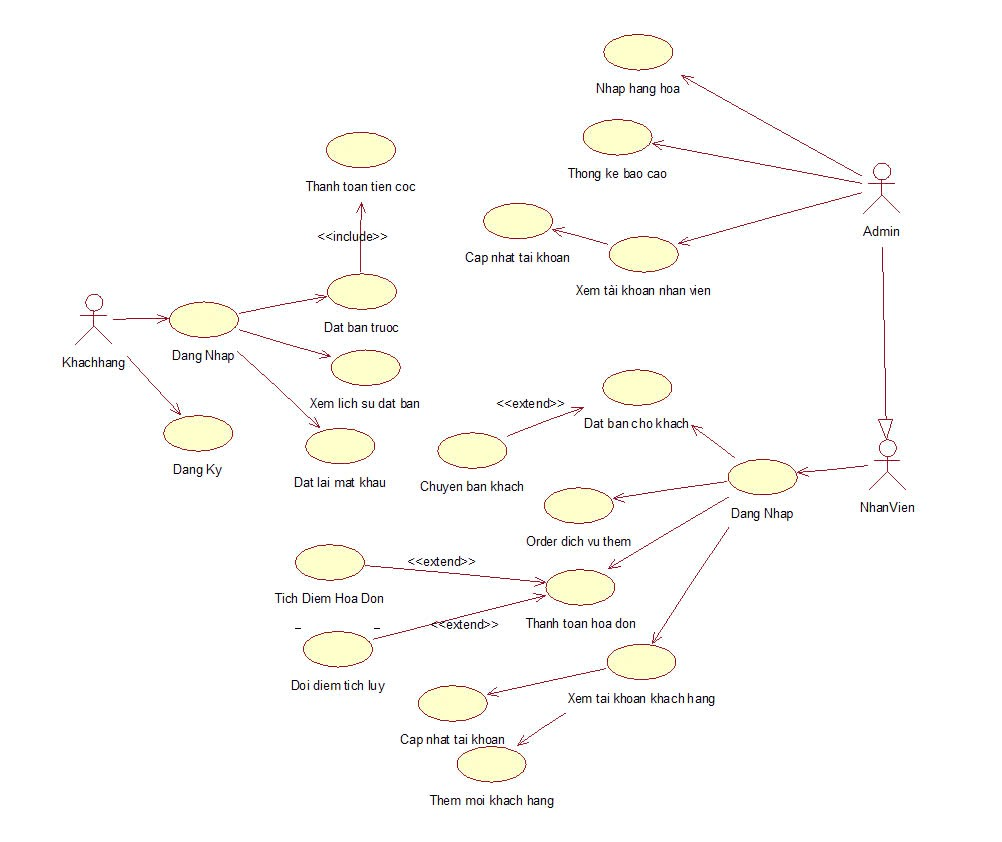 Nhap hang hoa
Thong ke bao cao
Thanh toan tien coc
Admin
<<include>>
Cap nhat tai khoan
Xem tài khoan nhan vien
Dat ban truoc
Dang Nhap
Khachhang
Xem lich su dat ban
<<extend>>
Dat ban cho khach
Dang Ky
Dat lai mat khau
Chuyen ban khach
NhanVien
Dang Nhap
Order dich vu them
<<extend>>
Tich Diem Hoa Don
Thanh toan hoa don
<<extend>>
Doi diem tich luy
Xem tai khoan khach hang
Cap nhat tai khoan
Them moi khach hang